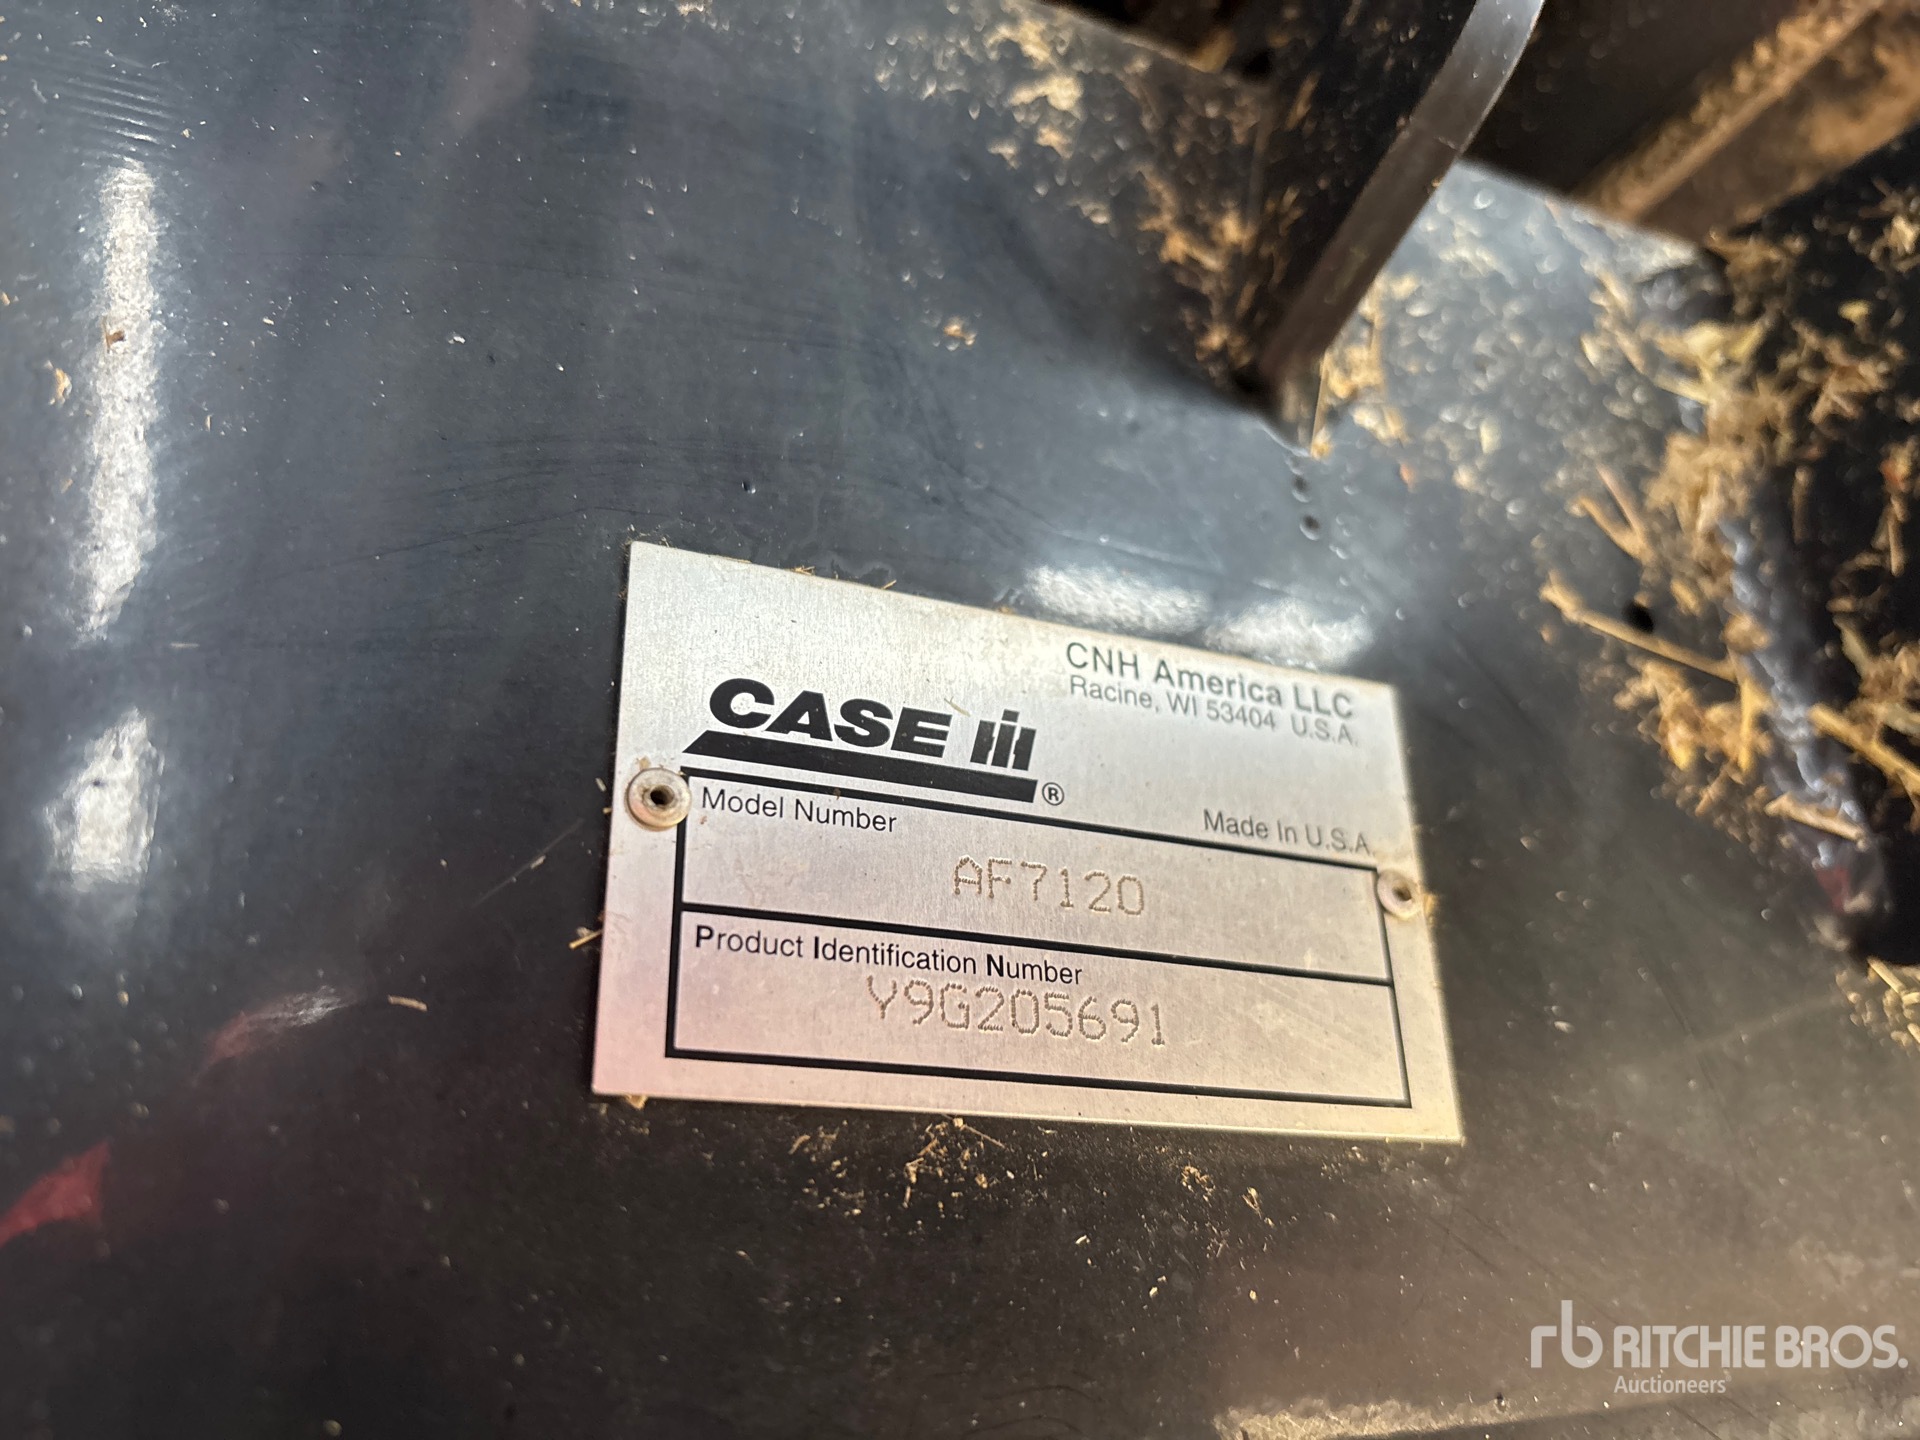 CNH America LLC
Racine, WI 53404 U.S.A.
CASE IH ®
Made In U.S.A.
Model Number
AF7120
Product Identification Number
Y9G205691
rb RITCHIE BROS.
Auctioneers